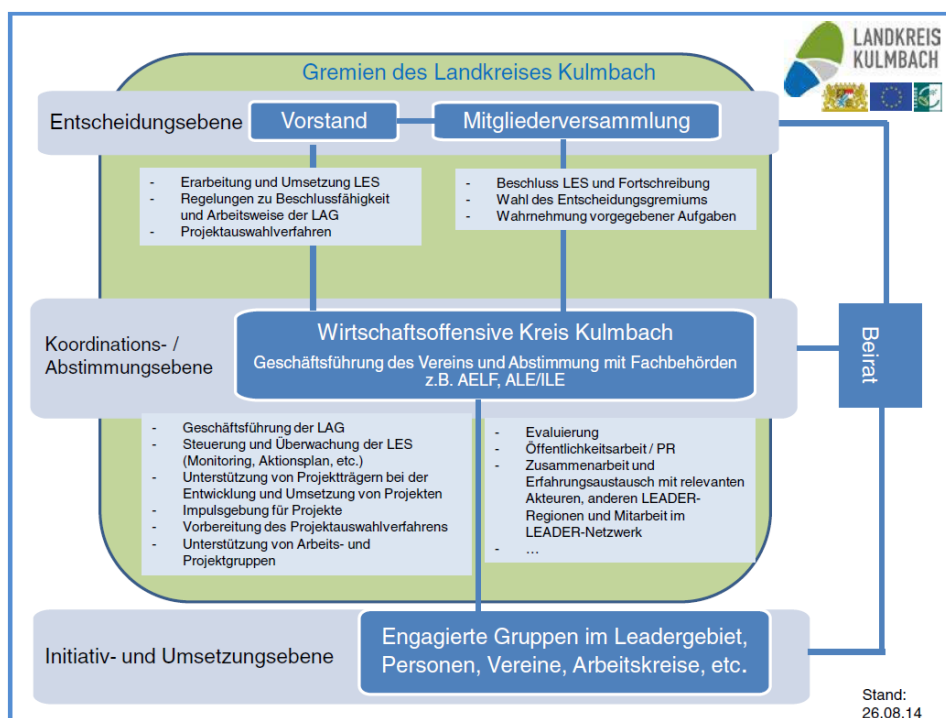 LANDKREIS
KULMBACH
Gremien des Landkreises Kulmbach
Entscheidungsebene
Vorstand
Mitgliederversammlung
- Erarbeitung und Umsetzung LES
- Regelungen zu Beschlussfähigkeit
und Arbeitsweise der LAG
- Projektauswahlverfahren
- Beschluss LES und Fortschreibung
- Wahl des Entscheidungsgremiums
- Wahrnehmung vorgegebener Aufgaben
Koordinations- /
Abstimmungsebene
Wirtschaftsoffensive Kreis Kulmbach
Geschäftsführung des Vereins und Abstimmung mit Fachbehörden
z.B. AELF, ALE/ILE
Beirat
- Geschäftsführung der LAG
- Steuerung und Überwachung der LES
(Monitoring, Aktionsplan, etc.)
- Unterstützung von Projektträgern bei der
Entwicklung und Umsetzung von Projekten
- Impulsgebung für Projekte
- Vorbereitung des Projektauswahlverfahrens
- Unterstützung von Arbeits- und
Projektgruppen
- Evaluierung
- Öffentlichkeitsarbeit / PR
- Zusammenarbeit und
Erfahrungsaustausch mit relevanten
Akteuren, anderen LEADER-
Regionen und Mitarbeit im
LEADER-Netzwerk
- …
Initiativ- und Umsetzungsebene
Engagierte Gruppen im Leadergebiet,
Personen, Vereine, Arbeitskreise, etc.
Stand:
26.08.14